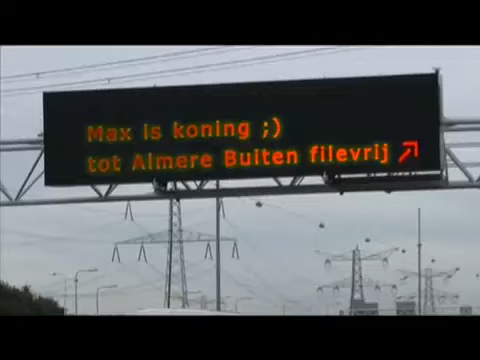 Max is koning ;)
tot Almere Buiten filevrij